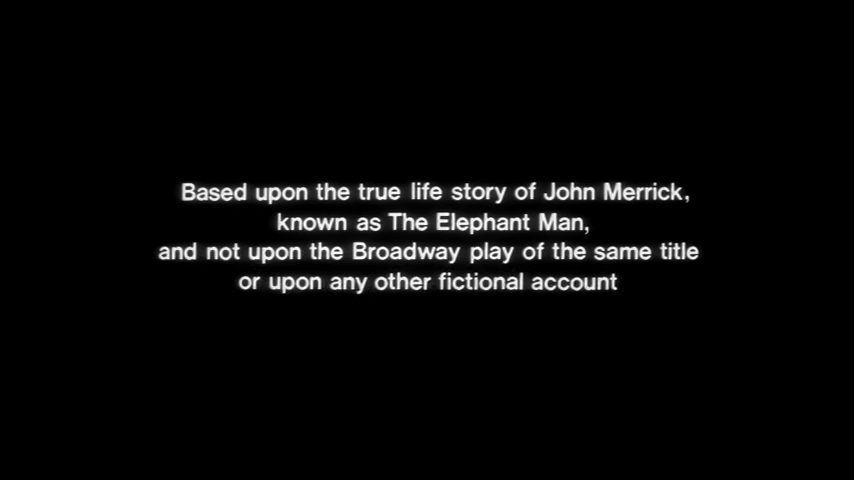 Based upon the true life story of John Merrick,
known as The Elephant Man,
and not upon the Broadway play of the same title
or upon any other fictional account